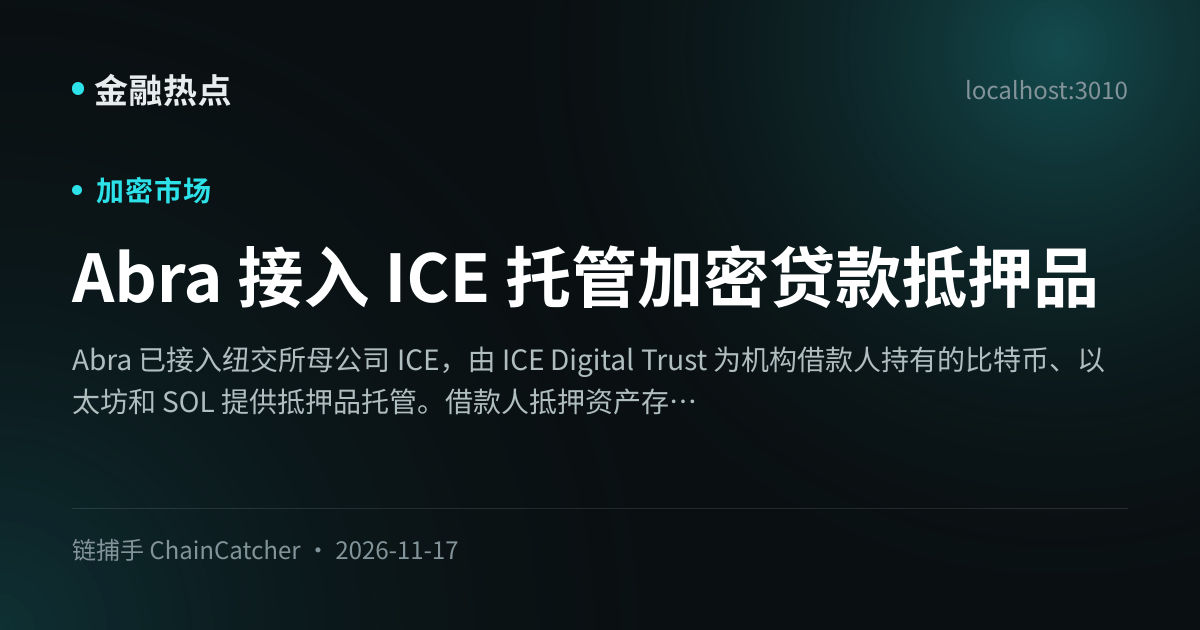 金融热点
localhost:3010
加密市场
Abra 接入 ICE 托管加密贷款抵押品
Abra 已接入纽交所母公司 ICE，由 ICE Digital Trust 为机构借款人持有的比特币、以
太坊和 SOL 提供抵押品托管。借款人抵押资产存…
链捕手 ChainCatcher · 2026-11-17